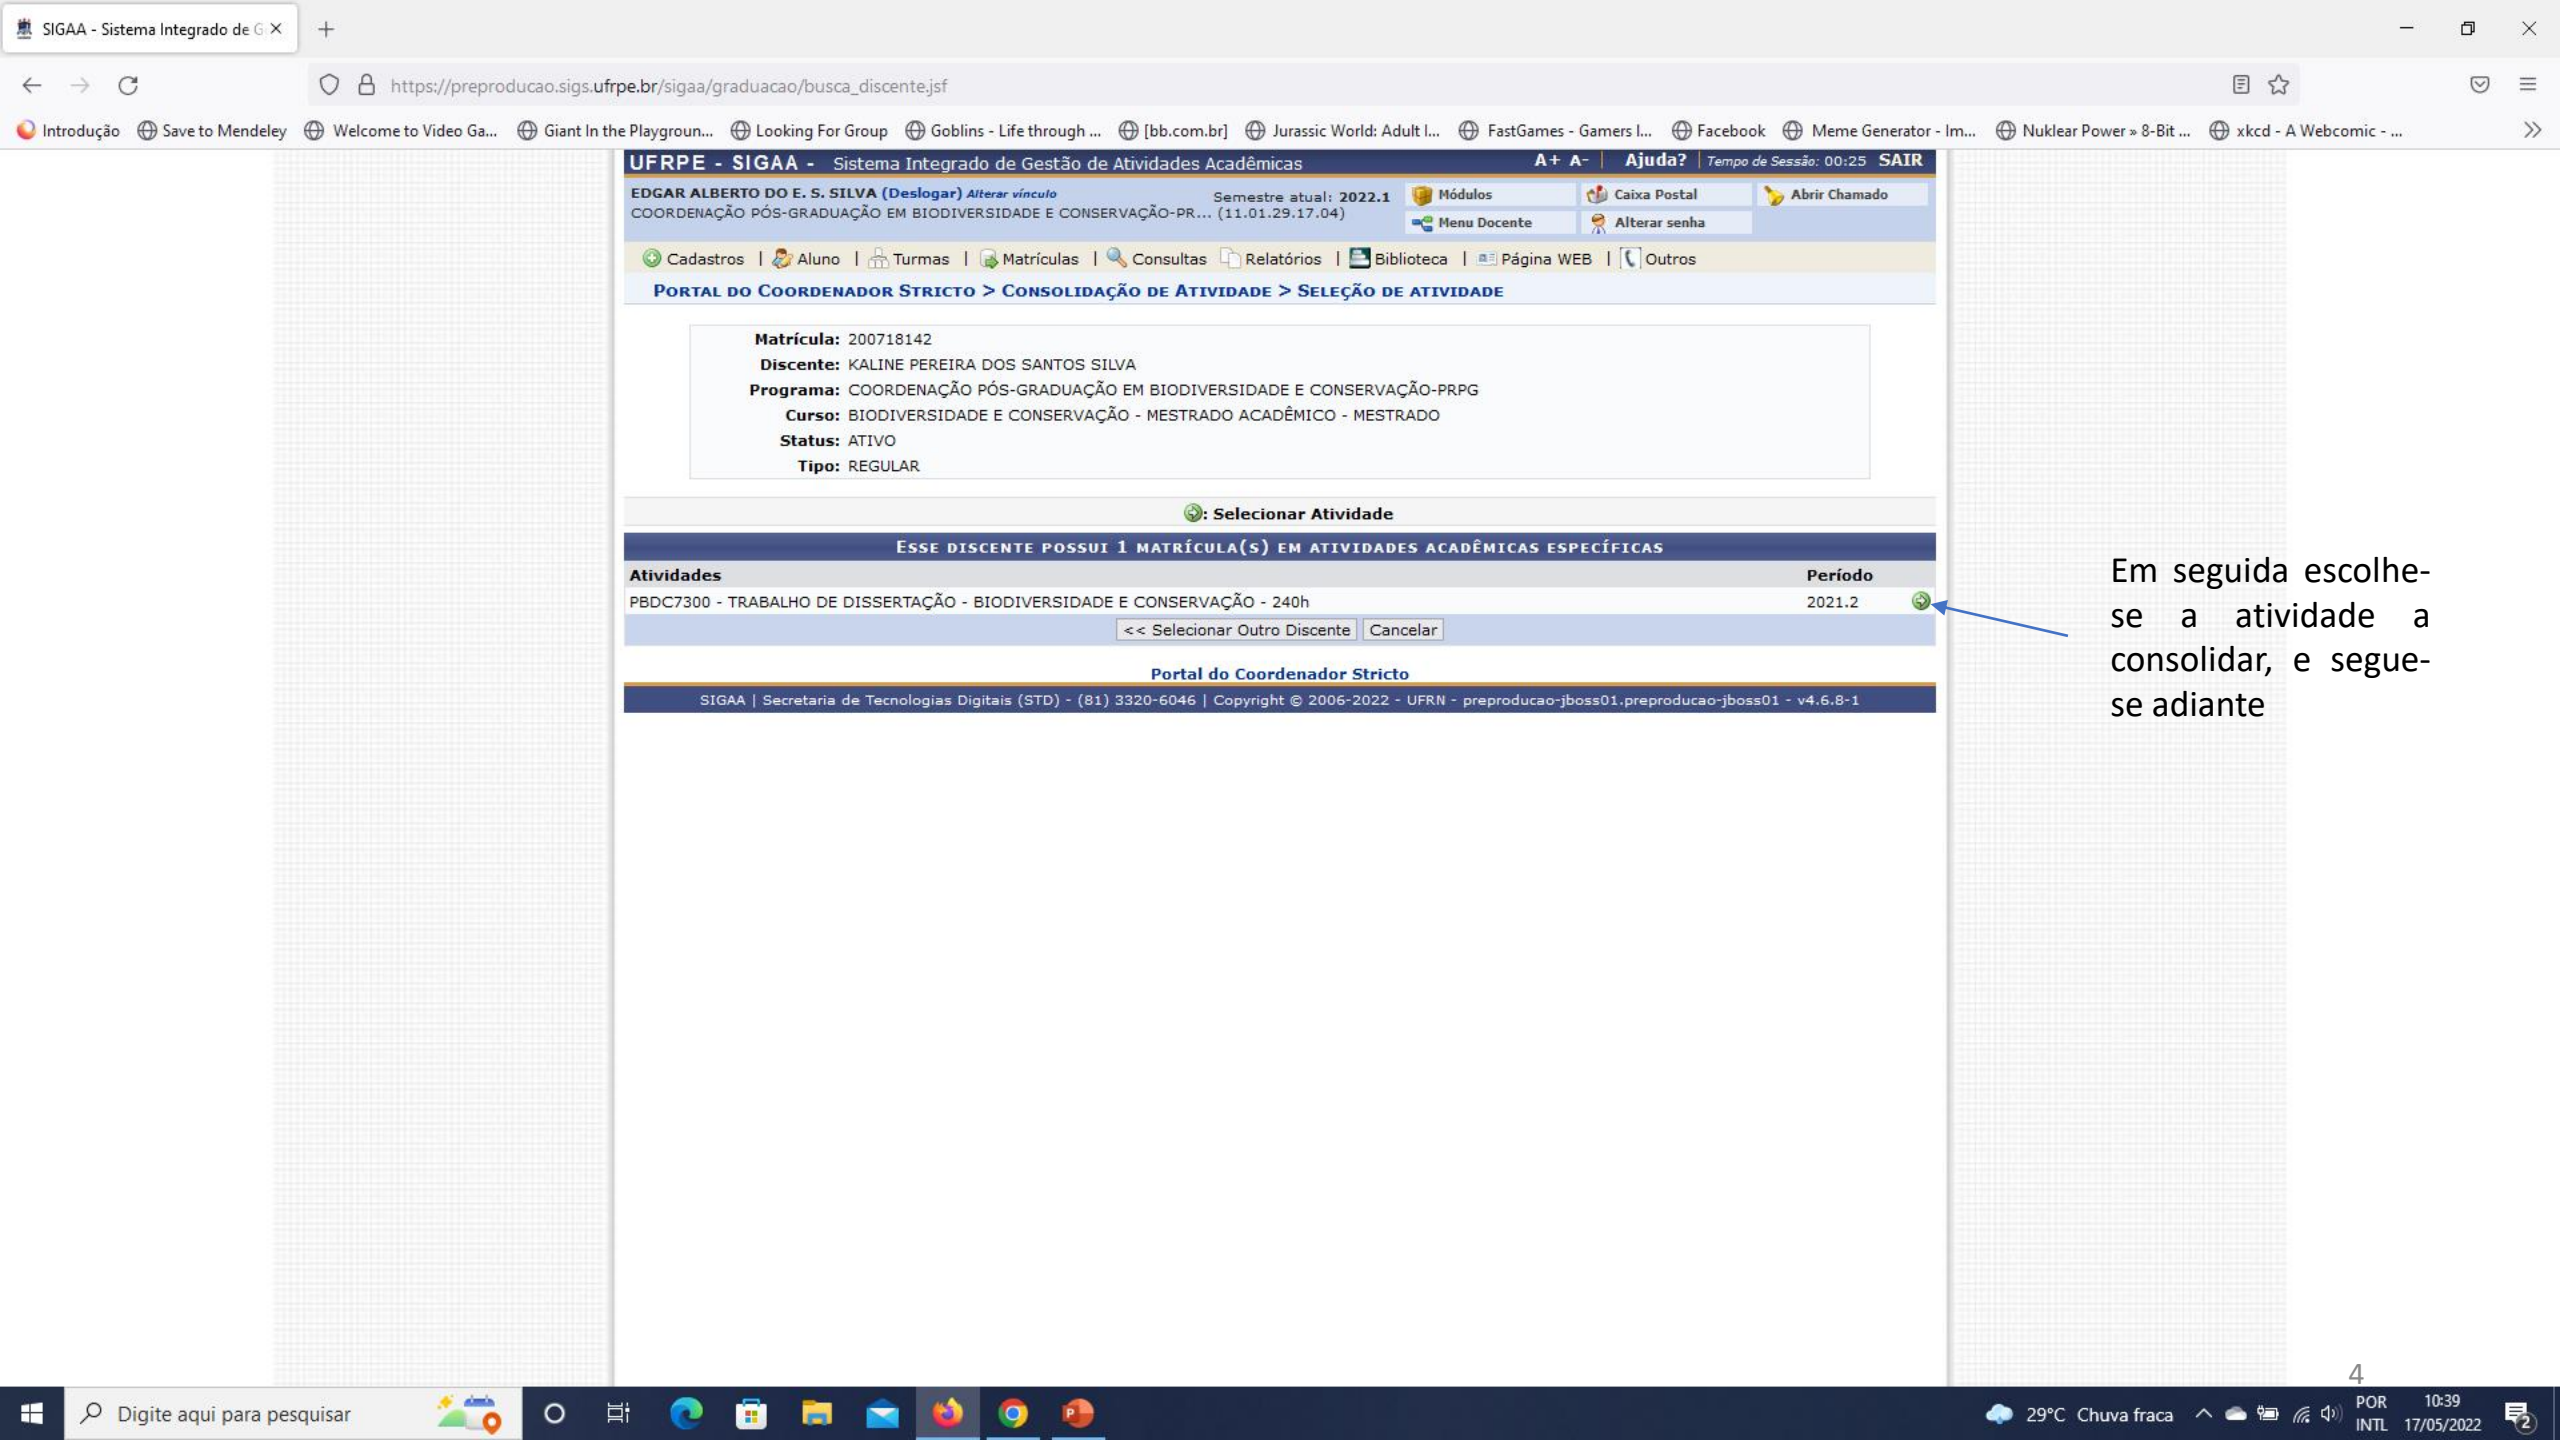 SIGAA - Sistema Integrado de G
https://preproducao.sigs.ufrpe.br/sigaa/graduacao/busca_discente.jsf
Introdução Save to Mendeley Welcome to Video Ga... Giant In the Playgroun... Looking For Group Goblins - Life through ... [bb.com.br] Jurassic World: Adult I... FastGames - Gamers I... Facebook Meme Generator - Im... Nuklear Power » 8-Bit ... xkcd - A Webcomic - ...
UFRPE - SIGAA - Sistema Integrado de Gestão de Atividades Acadêmicas A+ A- | Ajuda? | Tempo de Sessão: 00:25 SAIR
EDGAR ALBERTO DO E. S. SILVA (Deslogar) Alterar vínculo Semestre atual: 2022.1 Módulos Caixa Postal Abrir Chamado
COORDENAÇÃO PÓS-GRADUAÇÃO EM BIODIVERSIDADE E CONSERVAÇÃO-PR... (11.01.29.17.04)
Menu Docente Alterar senha
Cadastros | Aluno | Turmas | Matrículas | Consultas Relatórios | Biblioteca | Página WEB | Outros
PORTAL DO COORDENADOR STRICTO > CONSOLIDAÇÃO DE ATIVIDADE > SELEÇÃO DE ATIVIDADE
Matrícula: 200718142
Discente: KALINE PEREIRA DOS SANTOS SILVA
Programa: COORDENAÇÃO PÓS-GRADUAÇÃO EM BIODIVERSIDADE E CONSERVAÇÃO-PRPG
Curso: BIODIVERSIDADE E CONSERVAÇÃO - MESTRADO ACADÊMICO - MESTRADO
Status: ATIVO
Tipo: REGULAR
: Selecionar Atividade
ESSE DISCENTE POSSUI 1 MATRÍCULA(S) EM ATIVIDADES ACADÊMICAS ESPECÍFICAS
Atividades Período
PBDC7300 - TRABALHO DE DISSERTAÇÃO - BIODIVERSIDADE E CONSERVAÇÃO - 240h 2021.2
<< Selecionar Outro Discente Cancelar
Portal do Coordenador Stricto
SIGAA | Secretaria de Tecnologias Digitais (STD) - (81) 3320-6046 | Copyright © 2006-2022 - UFRN - preproducao-jboss01.preproducao-jboss01 - v4.6.8-1
Em seguida escolhe-
se a atividade a
consolidar, e segue-
se adiante
4
Digite aqui para pesquisar
29°C Chuva fraca
POR
INTL
10:39
17/05/2022
2